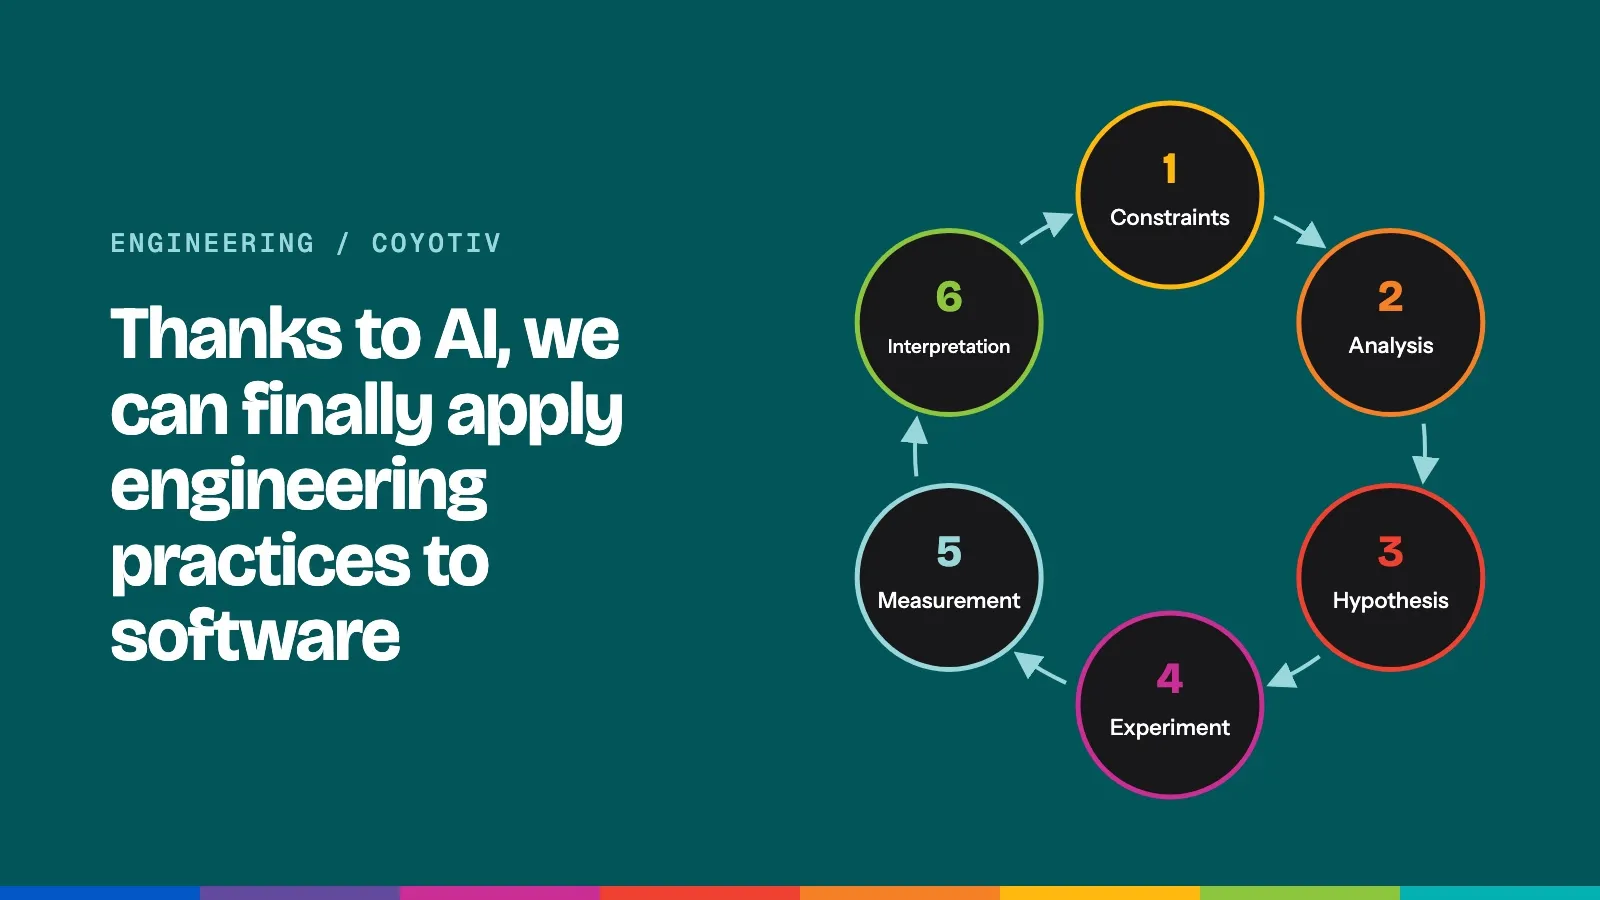 ENGINEERING / COYOTIV
Thanks to AI, we
can finally apply
engineering
practices to
software
1
Constraints
2
Analysis
3
Hypothesis
4
Experiment
5
Measurement
6
Interpretation